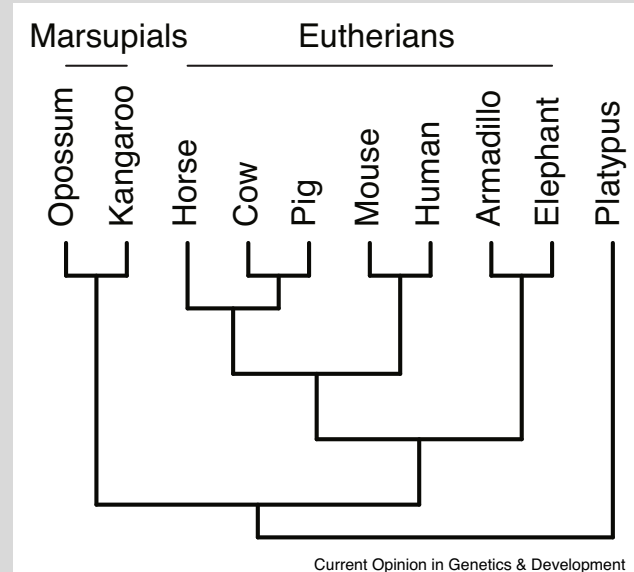 Marsupials Eutherians
Opossum
Kangaroo
Horse
Cow
Pig
Mouse
Human
Armadillo
Elephant
Platypus
Current Opinion in Genetics & Development